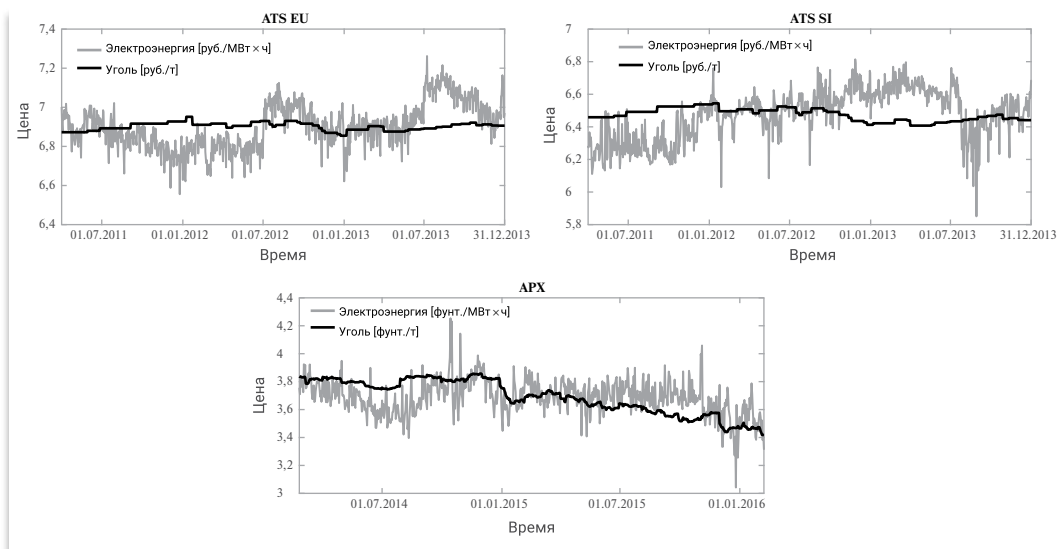 ATS EU
7,4
7,2
7
6,8
6,6
6,4
Цена
Электроэнергия [руб./МВт×ч]
Уголь [руб./т]
01.07.2011 01.01.2012 01.07.2012 01.01.2013 01.07.2013 31.12.2013
Время
ATS SI
7
6,8
6,6
6,4
6,2
6
5,8
Цена
Электроэнергия [руб./МВт×ч]
Уголь [руб./т]
01.07.2011 01.01.2012 01.07.2012 01.01.2013 01.07.2013 31.12.2013
Время
APX
4,4
4,2
4
3,8
3,6
3,4
3,2
3
Цена
Электроэнергия [фунт./МВт×ч]
Уголь [фунт./т]
01.07.2014 01.01.2015 01.07.2015 01.01.2016
Время